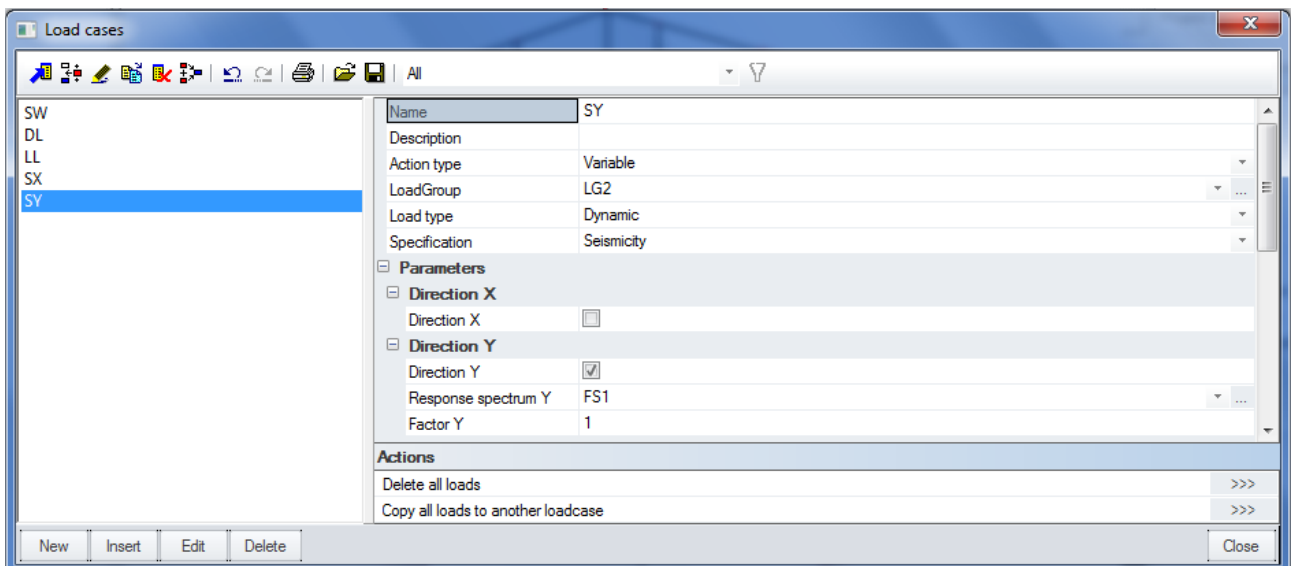 Load cases
All
SW
DL
LL
SX
SY
Name SY
Description
Action type Variable
LoadGroup LG2 ...
Load type Dynamic
Specification Seismicity
Parameters
Direction X
Direction X
Direction Y
Direction Y
Response spectrum Y FS1 ...
Factor Y 1
Actions
Delete all loads >>>
Copy all loads to another loadcase >>>
New Insert Edit Delete Close